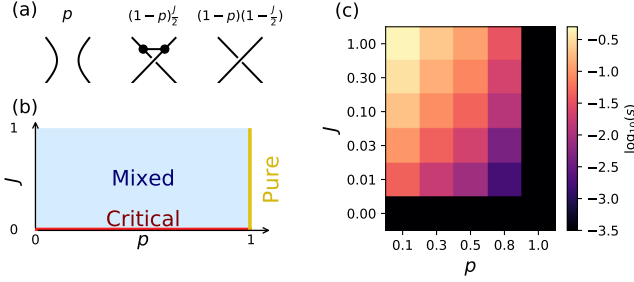 (a)
p
(1−p)J/2
(1−p)(1−J/2)
(b)
1
J
Mixed
Critical
Pure
0
0
p
1
(c)
J
1.00
0.30
0.10
0.03
0.01
0.00
0.1 0.3 0.5 0.8 1.0
p
−0.5
−1.0
−1.5
−2.0
−2.5
−3.0
−3.5
log₁₀(s)